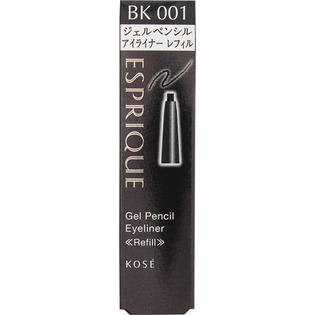 BK 001
ジェルペンシル
アイライナー レフィル
ESPRIQUE
Gel Pencil
Eyeliner
≪Refill≫
KOSÉ